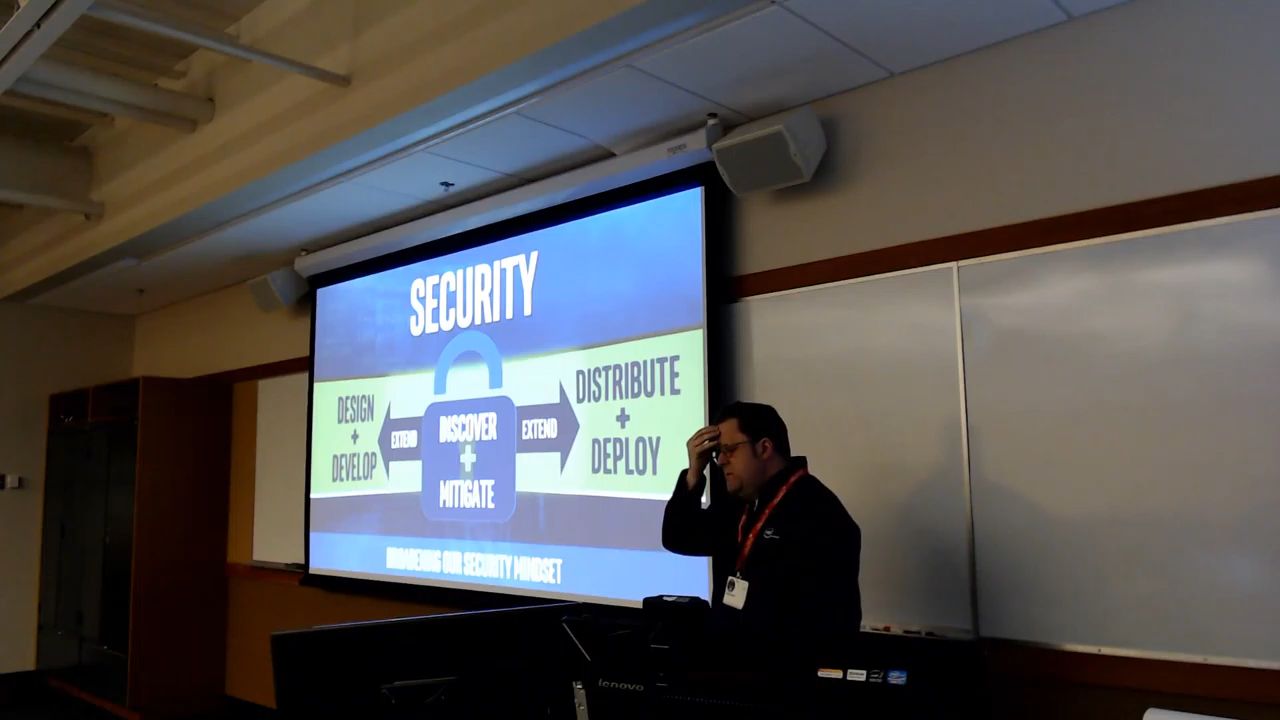 SECURITY
DESIGN
+
DEVELOP
EXTEND
DISCOVER
+
MITIGATE
EXTEND
DISTRIBUTE
+
DEPLOY
BROADENING OUR SECURITY MINDSET
lenovo